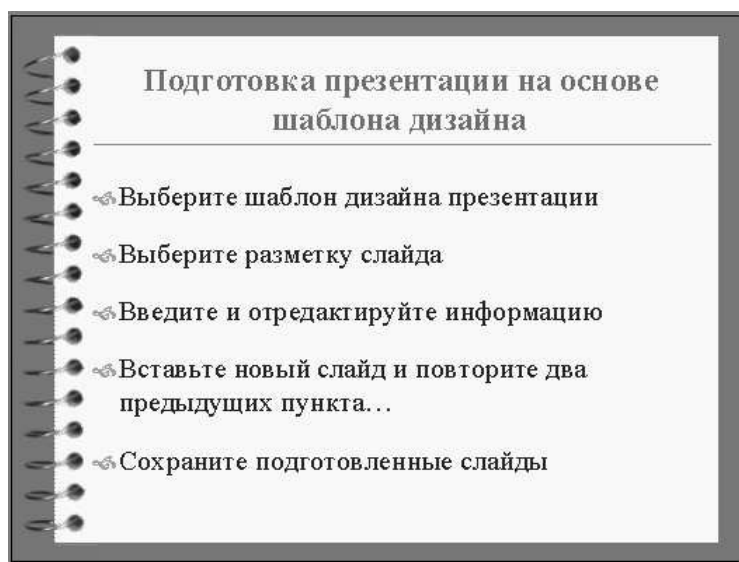 Подготовка презентации на основе
шаблона дизайна
Выберите шаблон дизайна презентации
Выберите разметку слайда
Введите и отредактируйте информацию
Вставьте новый слайд и повторите два
предыдущих пункта…
Сохраните подготовленные слайды